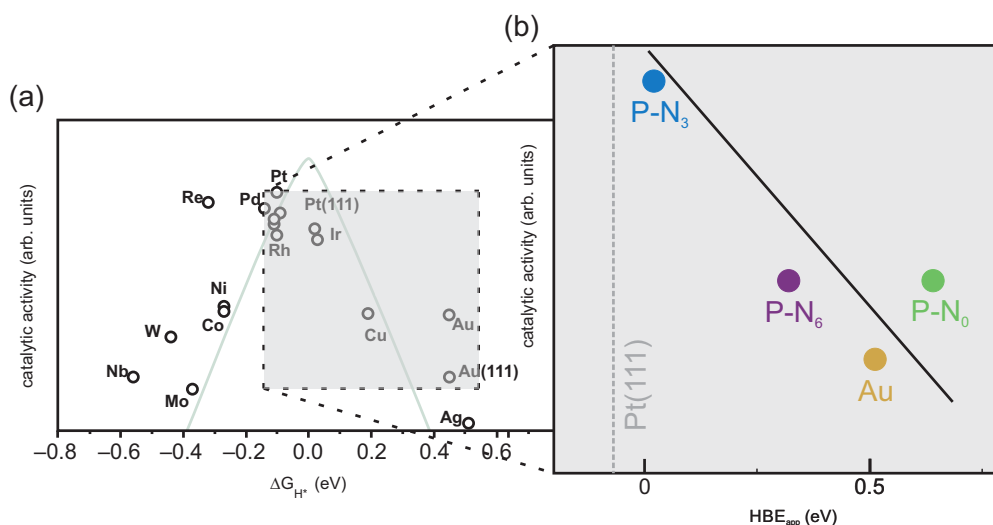 (a)
catalytic activity (arb. units)
Pt
Re
Pd
Pt(111)
Ir
Rh
Ni
Co
W
Cu
Au
Nb
Au(111)
Mo
Ag
–0.8 –0.6 –0.4 –0.2 0.0 0.2 0.4 0.6
ΔG_H* (eV)
(b)
catalytic activity (arb. units)
P-N₃
P-N₆
P-N₀
Au
Pt(111)
0 0.5
HBE_app (eV)